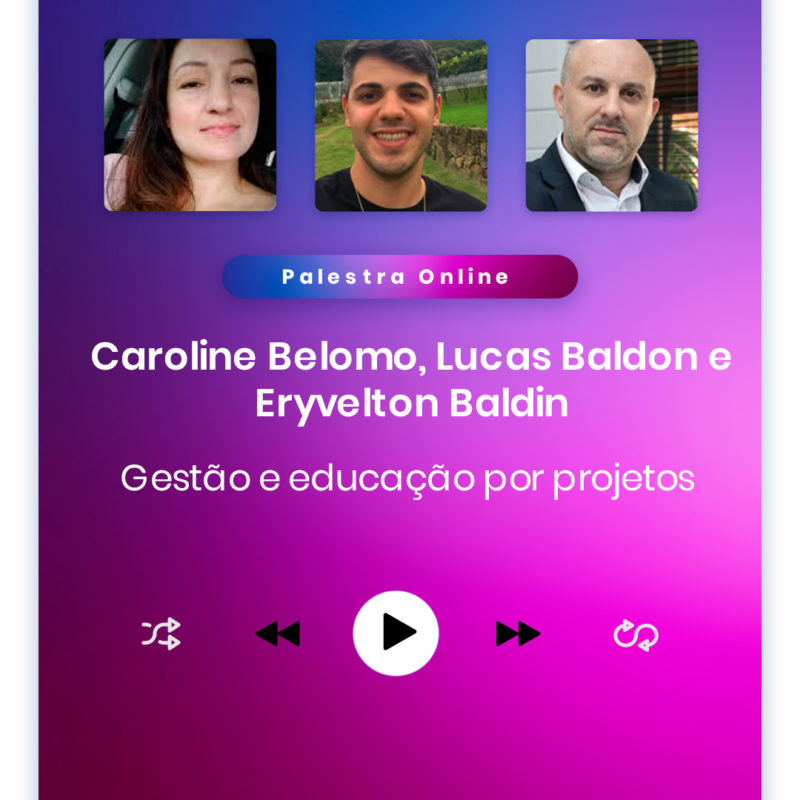 Palestra Online
Caroline Belomo, Lucas Baldon e
Eryvelton Baldin
Gestão e educação por projetos